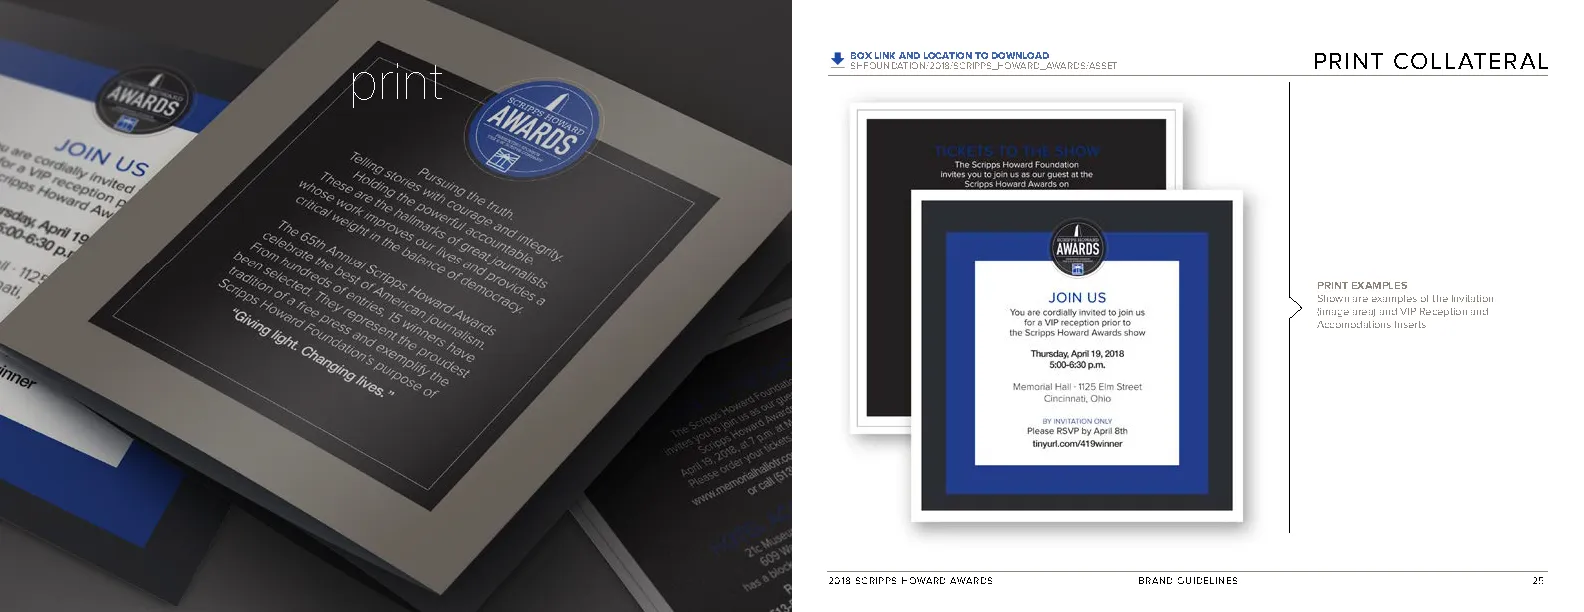 print
SCRIPPS HOWARD
AWARDS
Pursuing the truth.
Telling stories with courage and integrity.
Holding the powerful accountable.
These are the hallmarks of great journalists
whose work improves our lives and provides a
critical weight in the balance of democracy.
The 65th Annual Scripps Howard Awards
celebrate the best of American journalism.
From hundreds of entries, 15 winners have
been selected. They represent the proudest
tradition of a free press and exemplify the
Scripps Howard Foundation's purpose of
"Giving light. Changing lives."
AWARDS
JOIN US
you are cordially invited
for a VIP reception
Scripps Howard Aw
rsday, April 19
5:00-6:30 p.m
all · 1125
nati,
winner
The Scripps Howard Foundation
invites you to join us as our gue
Scripps Howard Awards
April 19, 2018, at 7 p.m. at M
Please order your tickets
www.memorialhallotr.co
or call (513
21c Museu
609 Wa
has a block
BOX LINK AND LOCATION TO DOWNLOAD
SHFOUNDATION/2018/SCRIPPS_HOWARD_AWARDS/ASSET
PRINT COLLATERAL
TICKETS TO THE SHOW
The Scripps Howard Foundation
invites you to join us as our guest at the
Scripps Howard Awards on
SCRIPPS HOWARD
AWARDS
JOIN US
You are cordially invited to join us
for a VIP reception prior to
the Scripps Howard Awards show
Thursday, April 19, 2018
5:00-6:30 p.m.
Memorial Hall · 1125 Elm Street
Cincinnati, Ohio
BY INVITATION ONLY
Please RSVP by April 8th
tinyurl.com/419winner
PRINT EXAMPLES
Shown are examples of the Invitation
(image area) and VIP Reception and
Accomodations Inserts
2018 SCRIPPS HOWARD AWARDS
BRAND GUIDELINES
25